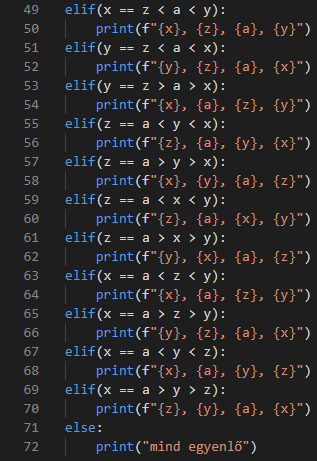 49 elif(x == z < a < y):
50 print(f"{x}, {z}, {a}, {y}")
51 elif(y == z < a < x):
52 print(f"{y}, {z}, {a}, {x}")
53 elif(y == z > a > x):
54 print(f"{x}, {a}, {z}, {y}")
55 elif(z == a < y < x):
56 print(f"{z}, {a}, {y}, {x}")
57 elif(z == a > y > x):
58 print(f"{x}, {y}, {a}, {z}")
59 elif(z == a < x < y):
60 print(f"{z}, {a}, {x}, {y}")
61 elif(z == a > x > y):
62 print(f"{y}, {x}, {a}, {z}")
63 elif(x == a < z < y):
64 print(f"{x}, {a}, {z}, {y}")
65 elif(x == a > z > y):
66 print(f"{y}, {z}, {a}, {x}")
67 elif(x == a < y < z):
68 print(f"{x}, {a}, {y}, {z}")
69 elif(x == a > y > z):
70 print(f"{z}, {y}, {a}, {x}")
71 else:
72 print("mind egyenlő")